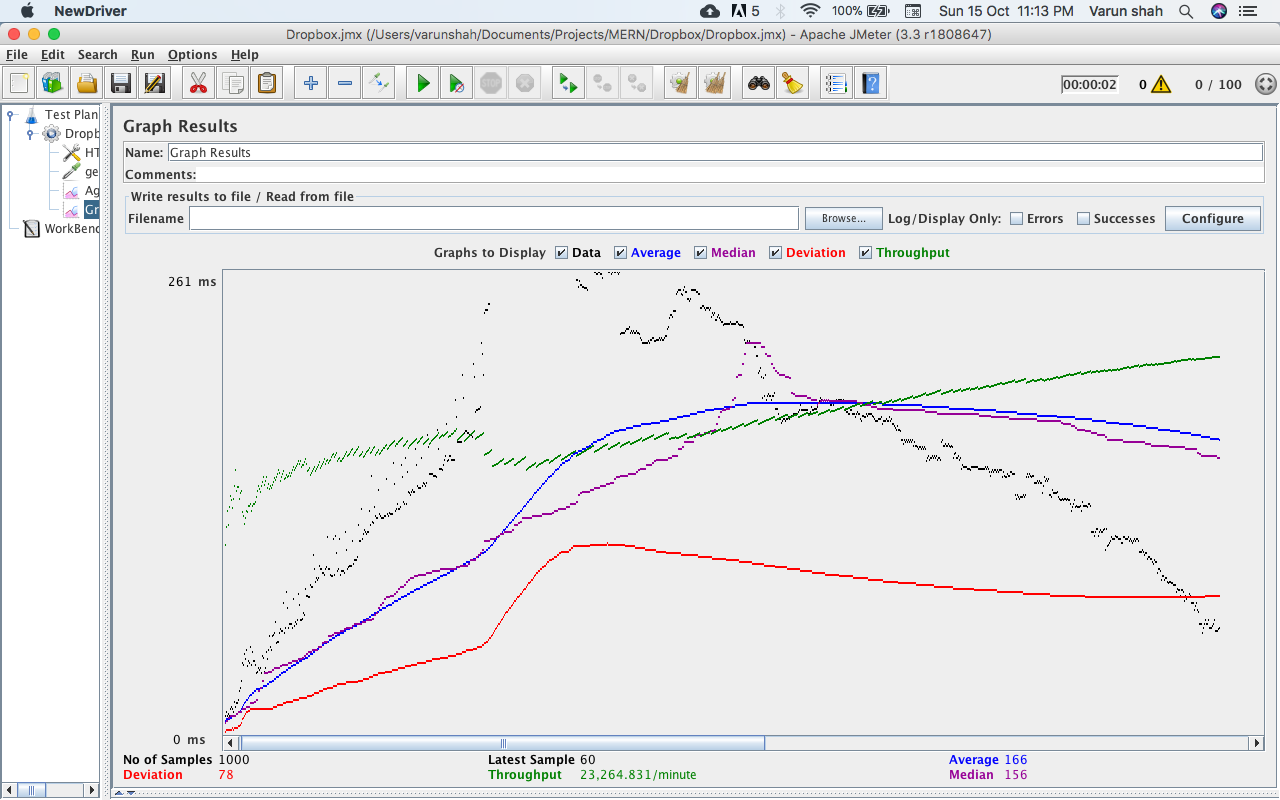 NewDriver 5 100% Sun 15 Oct 11:13 PM Varun shah
Dropbox.jmx (/Users/varunshah/Documents/Projects/MERN/Dropbox/Dropbox.jmx) - Apache JMeter (3.3 r1808647)
File Edit Search Run Options Help
00:00:02 0 0 / 100
Test Plan
Dropb
HT
ge
Ag
Gr
WorkBenc
Graph Results
Name: Graph Results
Comments:
Write results to file / Read from file
Filename Browse... Log/Display Only: Errors Successes Configure
Graphs to Display Data Average Median Deviation Throughput
261 ms
0 ms
No of Samples 1000 Latest Sample 60 Average 166
Deviation 78 Throughput 23,264.831/minute Median 156